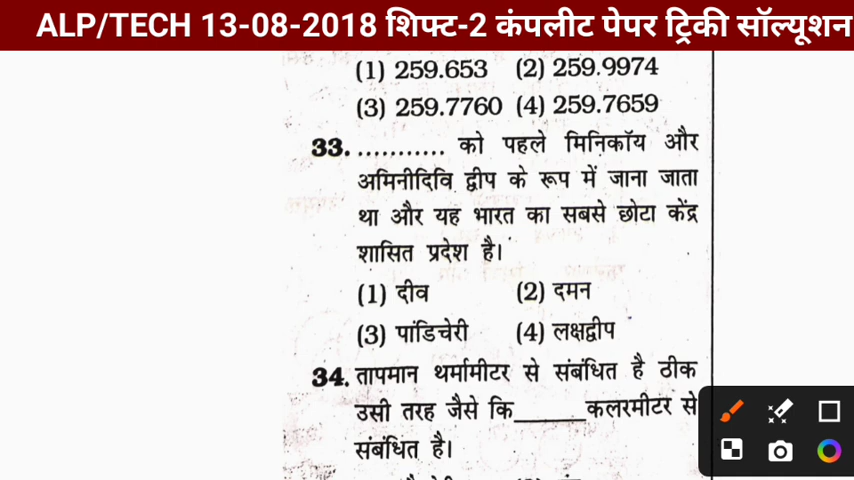 ALP/TECH 13-08-2018 शिफ्ट-2 कंपलीट पेपर ट्रिकी सॉल्यूशन
(1) 259.653 (2) 259.9974
(3) 259.7760 (4) 259.7659
33. ........... को पहले मिनिकॉय और
अमिनीदिवि द्वीप के रूप में जाना जाता
था और यह भारत का सबसे छोटा केंद्र
शासित प्रदेश है।
(1) दीव (2) दमन
(3) पांडिचेरी (4) लक्षद्वीप
34. तापमान थर्मामीटर से संबंधित है ठीक
उसी तरह जैसे कि______कलरमीटर से
संबंधित है।